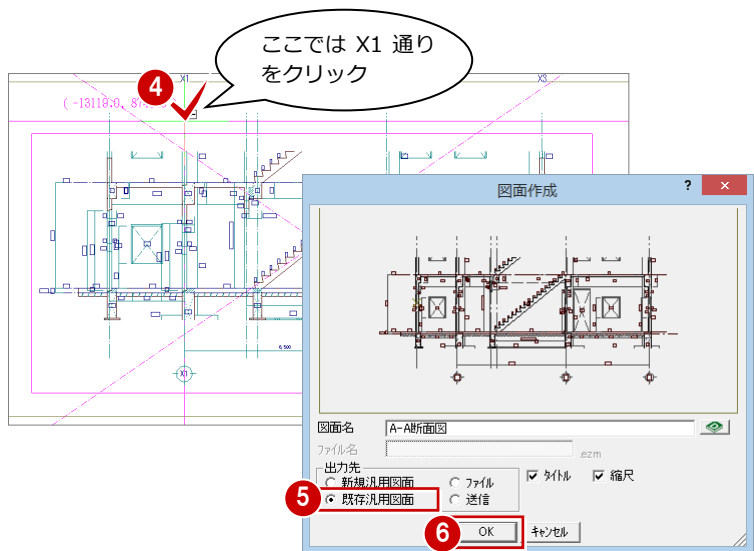 ここでは X1 通り
をクリック
4
X1
X3
X1
6,500
図面作成
?
×
図面名
A-A断面図
ファイル名
.ezm
出力先
新規汎用図面
ファイル
タイトル
縮尺
5
既存汎用図面
送信
6
OK
キャンセル